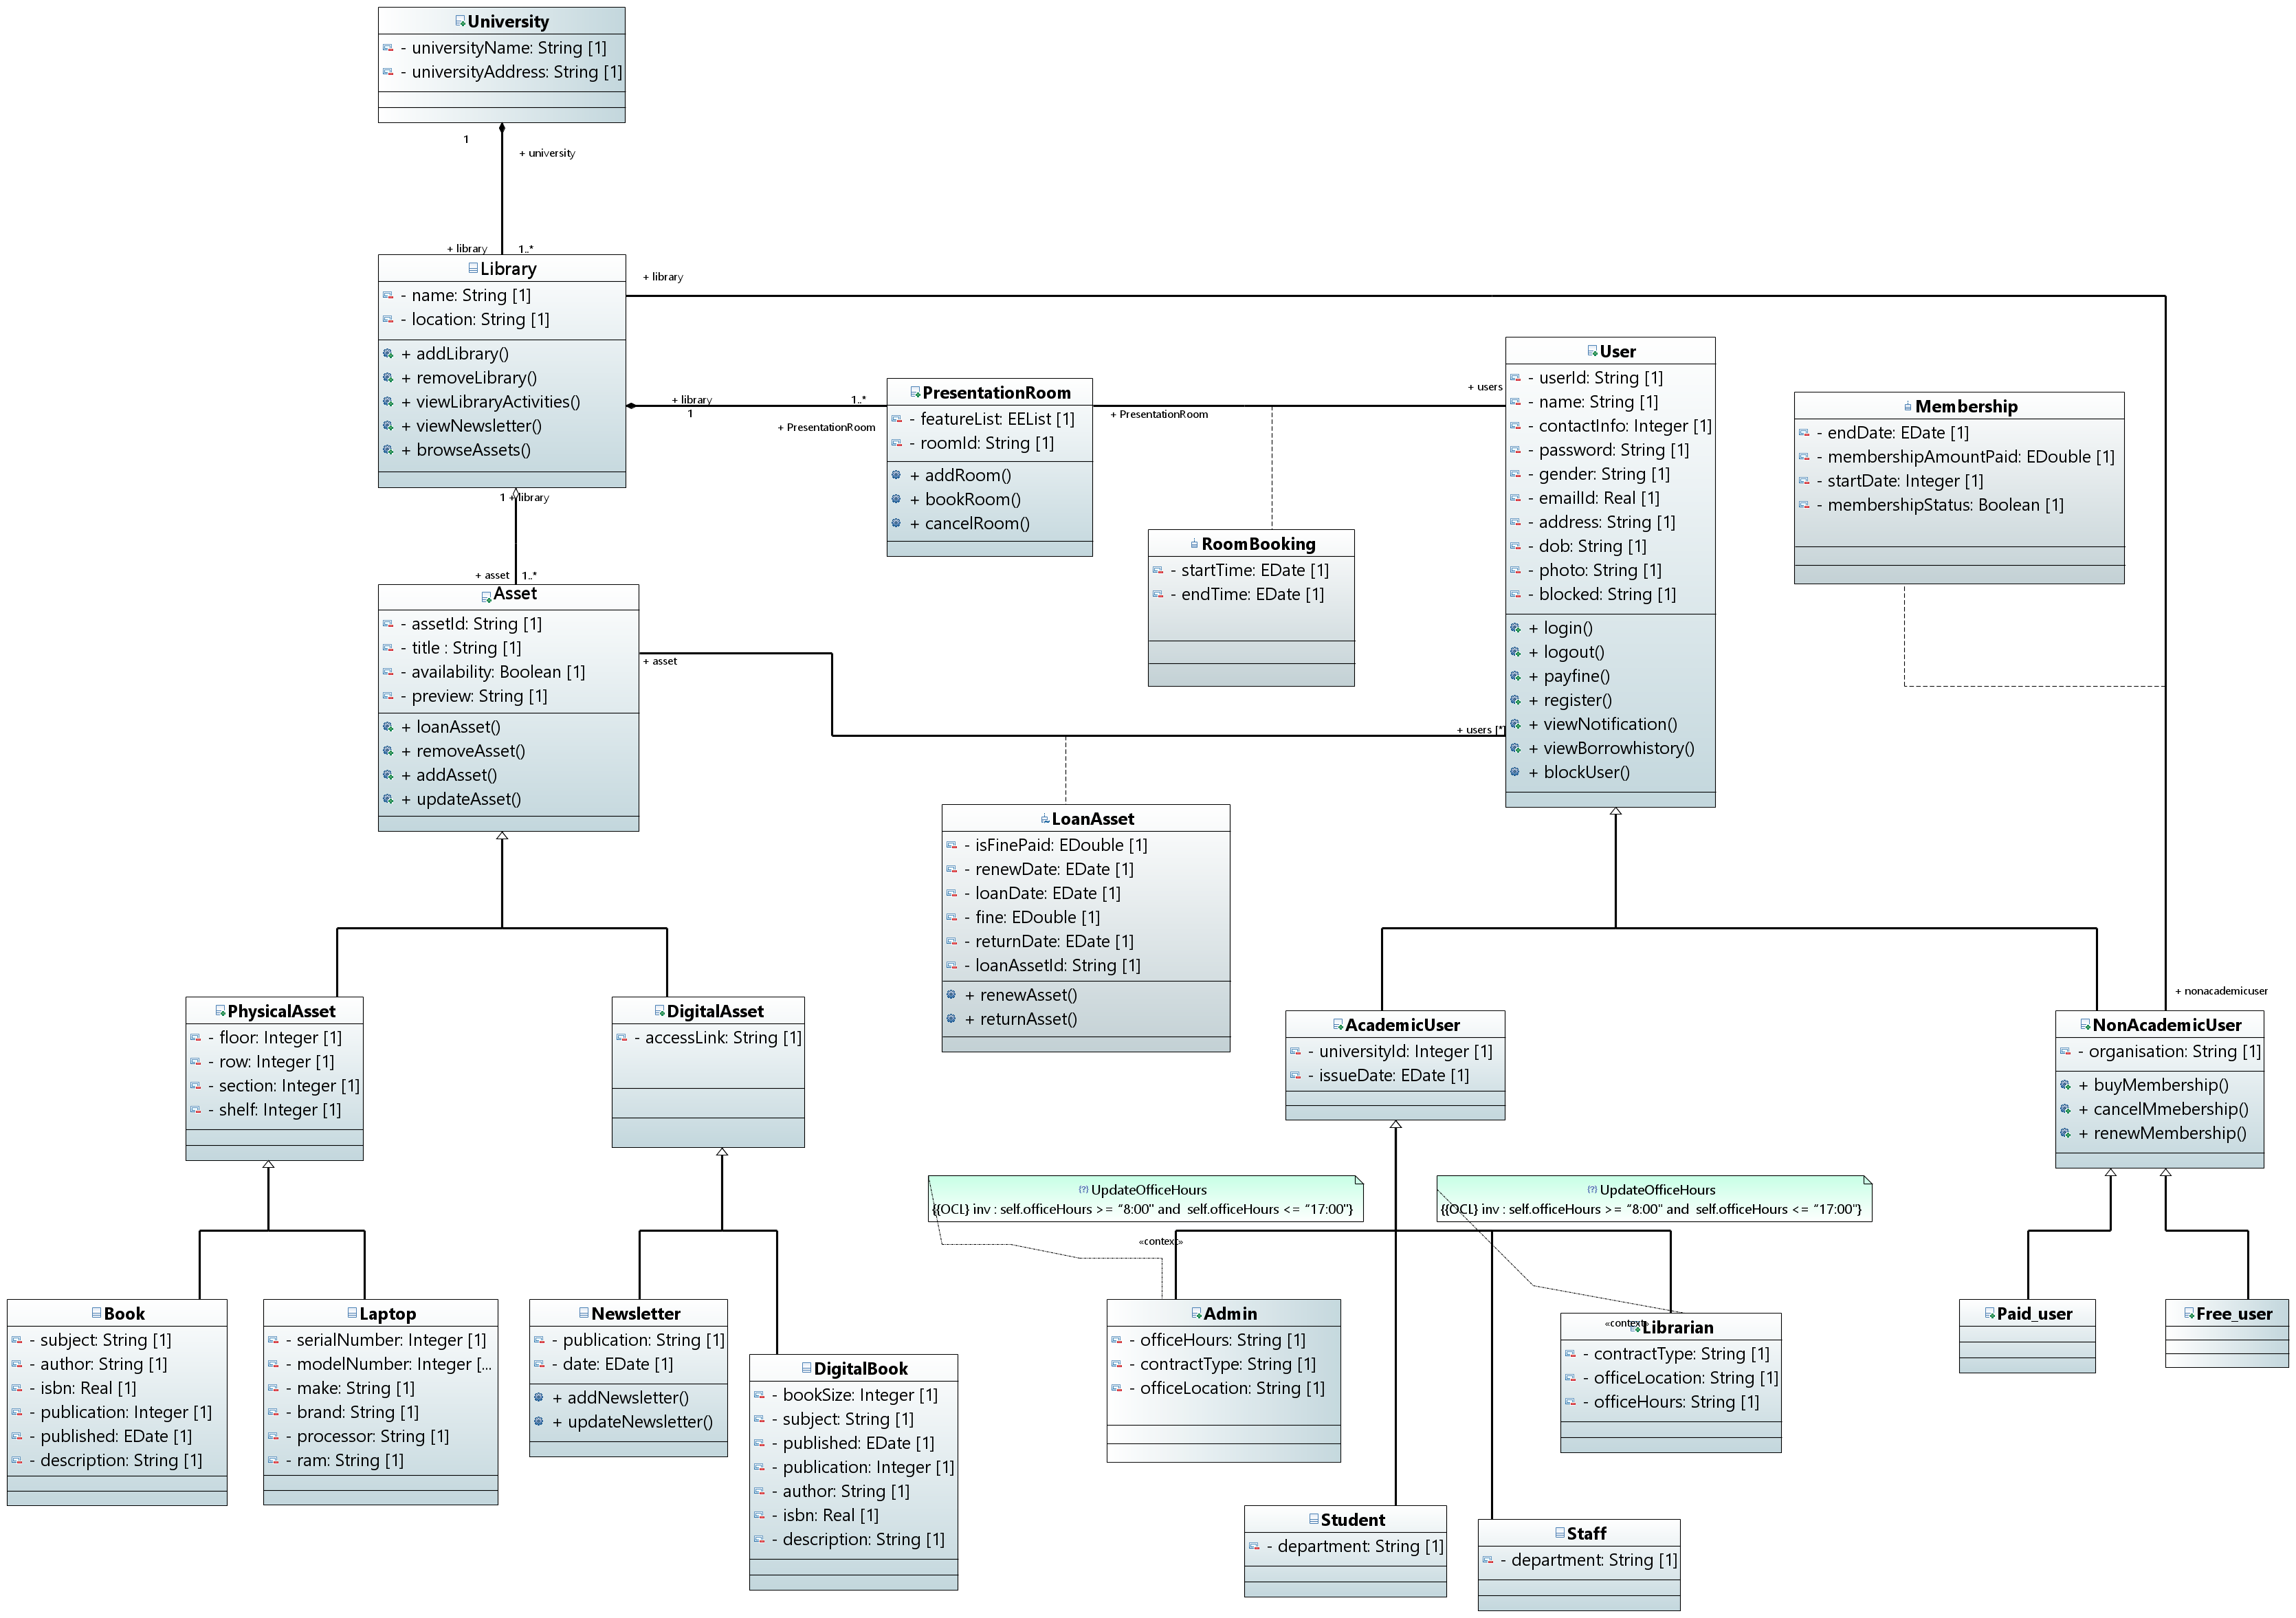 University
- universityName: String [1]
- universityAddress: String [1]
1
+ university
+ library
1..*
Library
- name: String [1]
- location: String [1]
+ addLibrary()
+ removeLibrary()
+ viewLibraryActivities()
+ viewNewsletter()
+ browseAssets()
+ library
+ library
1
1..*
+ PresentationRoom
PresentationRoom
- featureList: EEList [1]
- roomId: String [1]
+ addRoom()
+ bookRoom()
+ cancelRoom()
+ PresentationRoom
+ users
RoomBooking
- startTime: EDate [1]
- endTime: EDate [1]
User
- userId: String [1]
- name: String [1]
- contactInfo: Integer [1]
- password: String [1]
- gender: String [1]
- emailId: Real [1]
- address: String [1]
- dob: String [1]
- photo: String [1]
- blocked: String [1]
+ login()
+ logout()
+ payfine()
+ register()
+ viewNotification()
+ viewBorrowhistory()
+ blockUser()
Membership
- endDate: EDate [1]
- membershipAmountPaid: EDouble [1]
- startDate: Integer [1]
- membershipStatus: Boolean [1]
1 + library
+ asset 1..*
Asset
- assetId: String [1]
- title : String [1]
- availability: Boolean [1]
- preview: String [1]
+ loanAsset()
+ removeAsset()
+ addAsset()
+ updateAsset()
+ asset
+ users [*]
LoanAsset
- isFinePaid: EDouble [1]
- renewDate: EDate [1]
- loanDate: EDate [1]
- fine: EDouble [1]
- returnDate: EDate [1]
- loanAssetId: String [1]
+ renewAsset()
+ returnAsset()
PhysicalAsset
- floor: Integer [1]
- row: Integer [1]
- section: Integer [1]
- shelf: Integer [1]
DigitalAsset
- accessLink: String [1]
AcademicUser
- universityId: Integer [1]
- issueDate: EDate [1]
+ nonacademicuser
NonAcademicUser
- organisation: String [1]
+ buyMembership()
+ cancelMmebership()
+ renewMembership()
UpdateOfficeHours
{{OCL} inv : self.officeHours >= "8:00" and self.officeHours <= "17:00"}
UpdateOfficeHours
{{OCL} inv : self.officeHours >= "8:00" and self.officeHours <= "17:00"}
«context»
«context»
Book
- subject: String [1]
- author: String [1]
- isbn: Real [1]
- publication: Integer [1]
- published: EDate [1]
- description: String [1]
Laptop
- serialNumber: Integer [1]
- modelNumber: Integer [...
- make: String [1]
- brand: String [1]
- processor: String [1]
- ram: String [1]
Newsletter
- publication: String [1]
- date: EDate [1]
+ addNewsletter()
+ updateNewsletter()
DigitalBook
- bookSize: Integer [1]
- subject: String [1]
- published: EDate [1]
- publication: Integer [1]
- author: String [1]
- isbn: Real [1]
- description: String [1]
Admin
- officeHours: String [1]
- contractType: String [1]
- officeLocation: String [1]
Librarian
- contractType: String [1]
- officeLocation: String [1]
- officeHours: String [1]
Paid_user
Free_user
Student
- department: String [1]
Staff
- department: String [1]